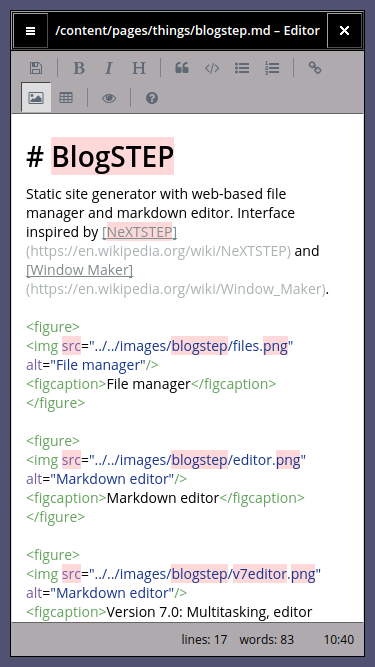 /content/pages/things/blogstep.md – Editor
B I H
# BlogSTEP
Static site generator with web-based file
manager and markdown editor. Interface
inspired by [NeXTSTEP]
(https://en.wikipedia.org/wiki/NeXTSTEP) and
[Window Maker]
(https://en.wikipedia.org/wiki/Window_Maker).
<figure>
<img src="../../images/blogstep/files.png"
alt="File manager"/>
<figcaption>File manager</figcaption>
</figure>
<figure>
<img src="../../images/blogstep/editor.png"
alt="Markdown editor"/>
<figcaption>Markdown editor</figcaption>
</figure>
<figure>
<img src="../../images/blogstep/v7editor.png"
alt="Markdown editor"/>
<figcaption>Version 7.0: Multitasking, editor
lines: 17 words: 83 10:40